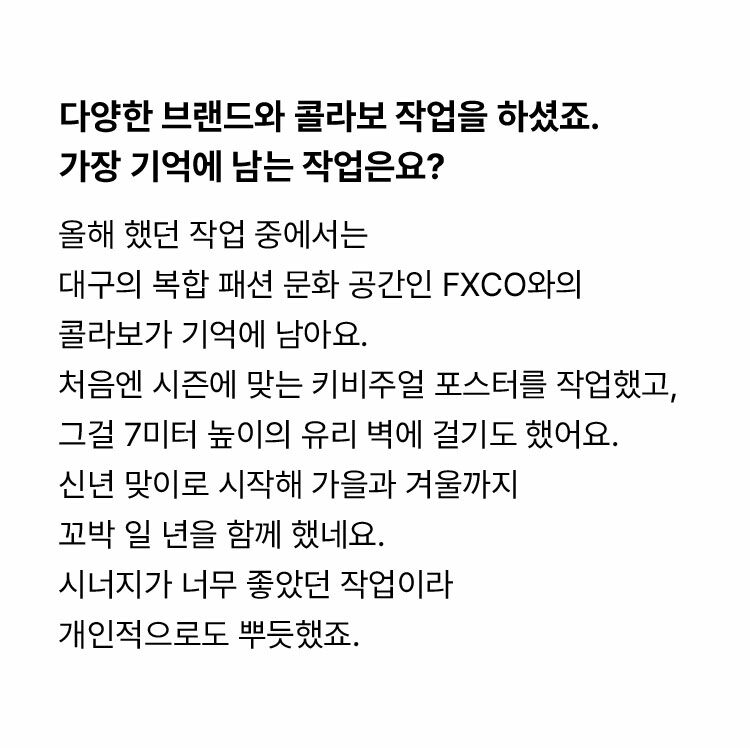 다양한 브랜드와 콜라보 작업을 하셨죠.
가장 기억에 남는 작업은요?
올해 했던 작업 중에서는
대구의 복합 패션 문화 공간인 FXCO와의
콜라보가 기억에 남아요.
처음엔 시즌에 맞는 키비주얼 포스터를 작업했고,
그걸 7미터 높이의 유리 벽에 걸기도 했어요.
신년 맞이로 시작해 가을과 겨울까지
꼬박 일 년을 함께 했네요.
시너지가 너무 좋았던 작업이라
개인적으로도 뿌듯했죠.